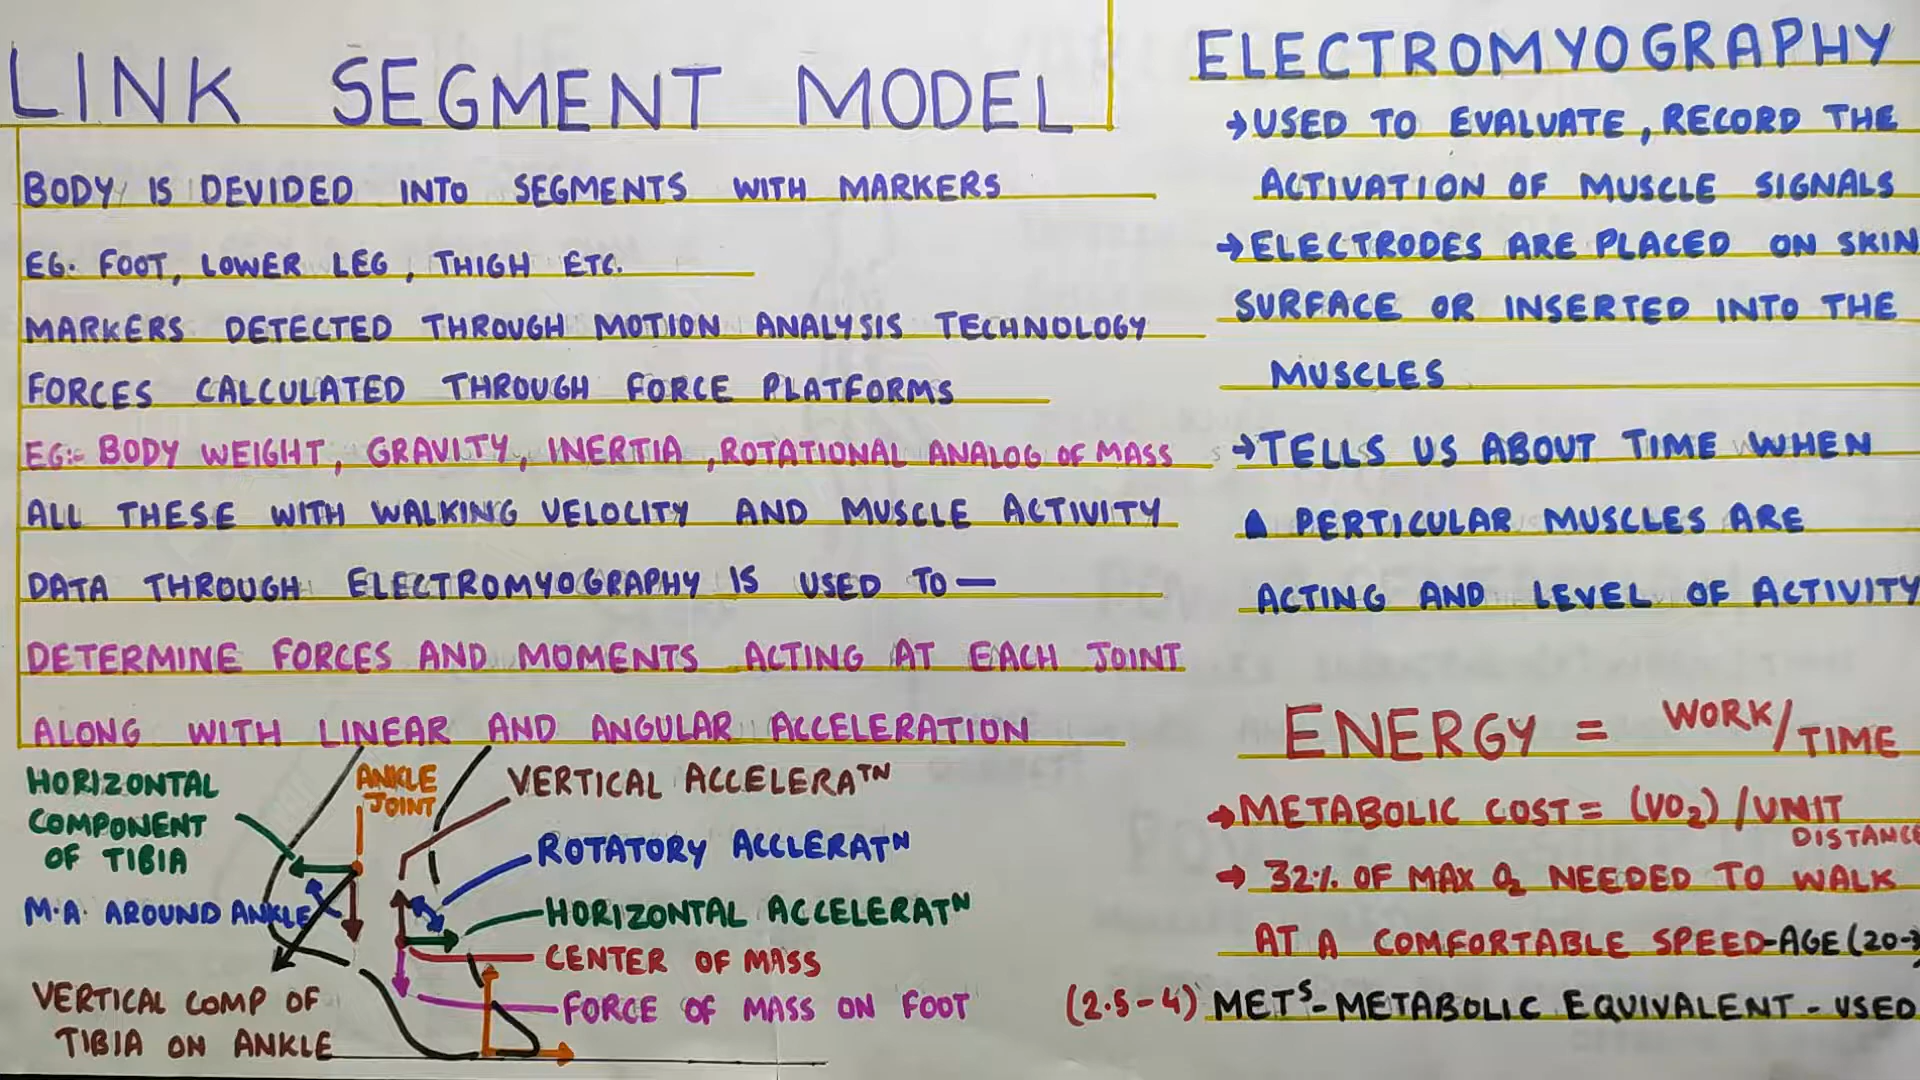 LINK SEGMENT MODEL
BODY IS DEVIDED INTO SEGMENTS WITH MARKERS
EG. FOOT, LOWER LEG, THIGH ETC.
MARKERS DETECTED THROUGH MOTION ANALYSIS TECHNOLOGY
FORCES CALCULATED THROUGH FORCE PLATFORMS
EG:- BODY WEIGHT, GRAVITY, INERTIA, ROTATIONAL ANALOG OF MASS
ALL THESE WITH WALKING VELOCITY AND MUSCLE ACTIVITY
DATA THROUGH ELECTROMYOGRAPHY IS USED TO —
DETERMINE FORCES AND MOMENTS ACTING AT EACH JOINT
ALONG WITH LINEAR AND ANGULAR ACCELERATION
HORIZONTAL
COMPONENT
OF TIBIA
ANKLE
JOINT
M.A. AROUND ANKLE
VERTICAL COMP OF
TIBIA ON ANKLE
VERTICAL ACCELERATN
ROTATORY ACCLERATN
HORIZONTAL ACCELERATN
CENTER OF MASS
FORCE OF MASS ON FOOT
ELECTROMYOGRAPHY
→ USED TO EVALUATE, RECORD THE
ACTIVATION OF MUSCLE SIGNALS
→ ELECTRODES ARE PLACED ON SKIN
SURFACE OR INSERTED INTO THE
MUSCLES
→ TELLS US ABOUT TIME WHEN
PERTICULAR MUSCLES ARE
ACTING AND LEVEL OF ACTIVITY
ENERGY = WORK/TIME
→ METABOLIC COST = (VO2) / UNIT
DISTANCE
→ 32% OF MAX O2 NEEDED TO WALK
AT A COMFORTABLE SPEED - AGE (20-
(2.5-4) METS - METABOLIC EQUIVALENT - USED